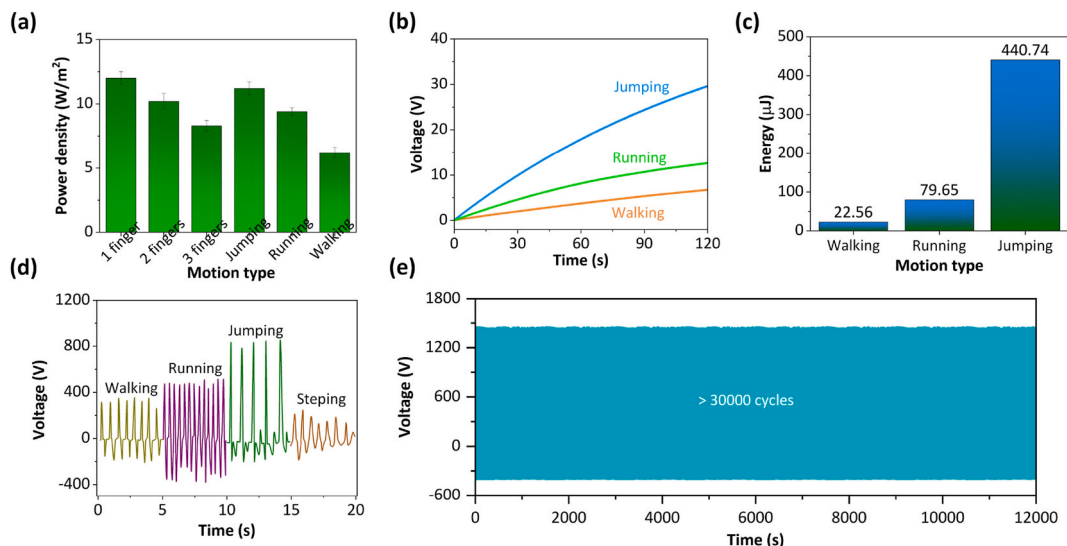 (a)
Power density (W/m²)
15
10
5
0
1 finger
2 fingers
3 fingers
Jumping
Running
Walking
Motion type
(b)
Voltage (V)
40
30
20
10
0
Jumping
Running
Walking
0 30 60 90 120
Time (s)
(c)
Energy (μJ)
500
400
300
200
100
0
22.56
79.65
440.74
Walking Running Jumping
Motion type
(d)
Voltage (V)
1200
800
400
0
-400
Walking
Running
Jumping
Steping
0 5 10 15 20
Time (s)
(e)
Voltage (V)
1800
1200
600
0
-600
> 30000 cycles
0 2000 4000 6000 8000 10000 12000
Time (s)